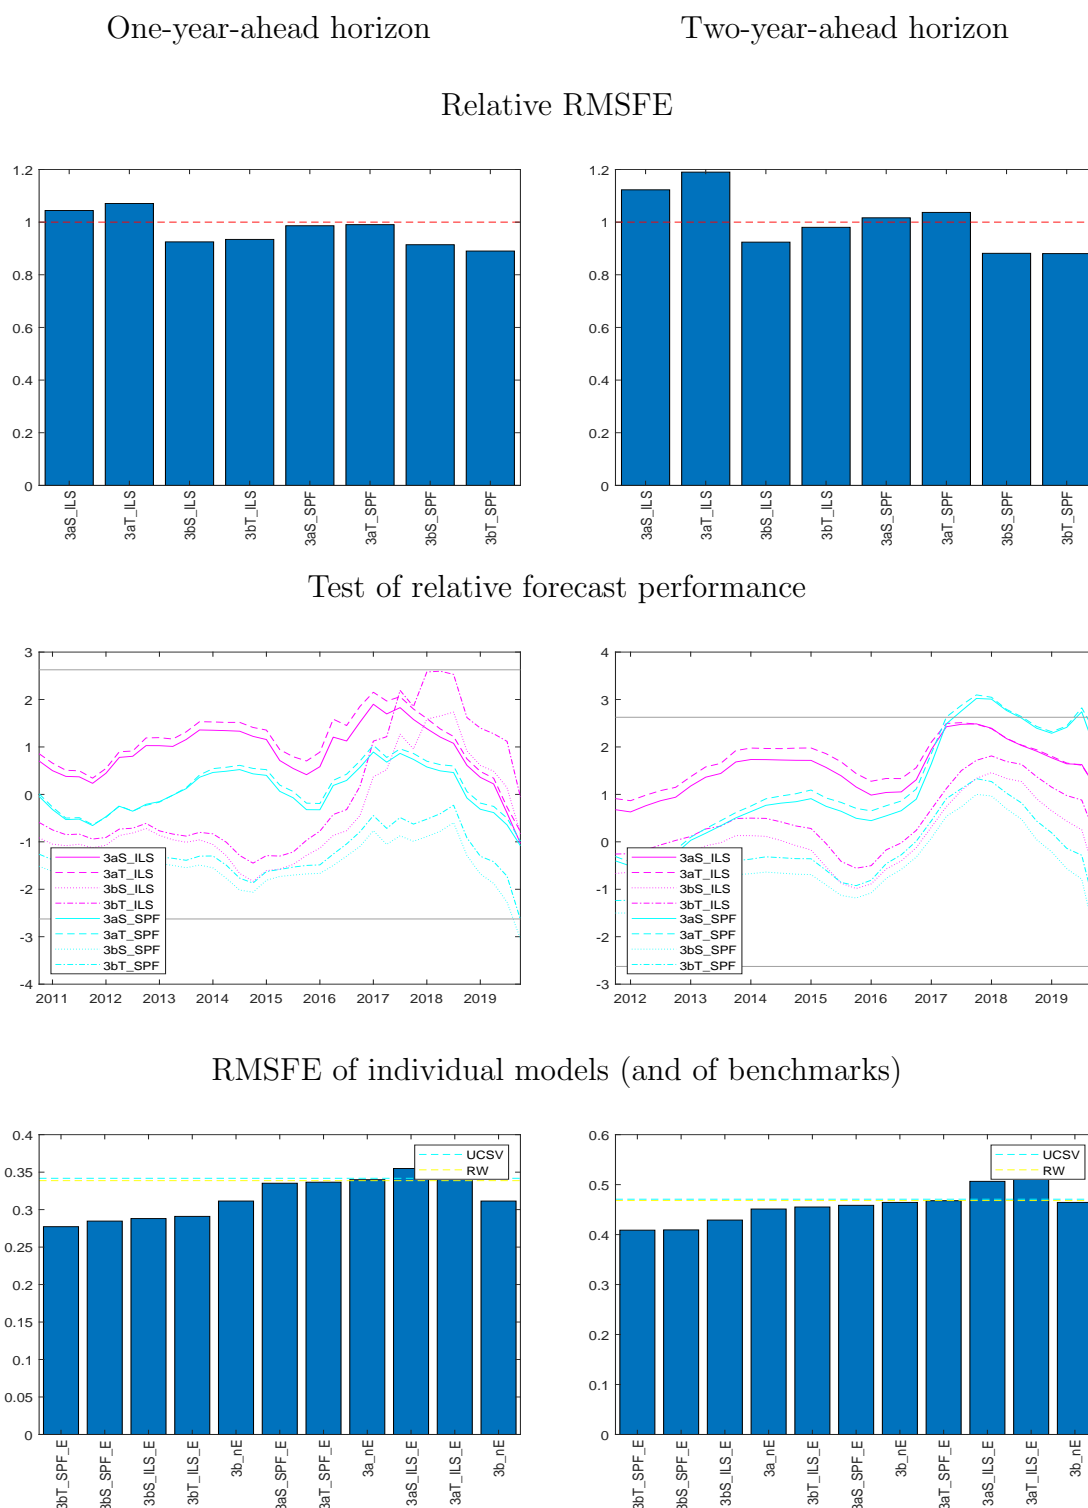 One-year-ahead horizon
Two-year-ahead horizon
Relative RMSFE
1.2
1
0.8
0.6
0.4
0.2
0
3aS_ILS
3aT_ILS
3bS_ILS
3bT_ILS
3aS_SPF
3aT_SPF
3bS_SPF
3bT_SPF
1.2
1
0.8
0.6
0.4
0.2
0
3aS_ILS
3aT_ILS
3bS_ILS
3bT_ILS
3aS_SPF
3aT_SPF
3bS_SPF
3bT_SPF
Test of relative forecast performance
3
2
1
0
-1
-2
-3
-4
3aS_ILS
3aT_ILS
3bS_ILS
3bT_ILS
3aS_SPF
3aT_SPF
3bS_SPF
3bT_SPF
2011 2012 2013 2014 2015 2016 2017 2018 2019
4
3
2
1
0
-1
-2
-3
3aS_ILS
3aT_ILS
3bS_ILS
3bT_ILS
3aS_SPF
3aT_SPF
3bS_SPF
3bT_SPF
2012 2013 2014 2015 2016 2017 2018 2019
RMSFE of individual models (and of benchmarks)
0.4
0.35
0.3
0.25
0.2
0.15
0.1
0.05
0
UCSV
RW
3bT_SPF_E
3bS_SPF_E
3bS_ILS_E
3bT_ILS_E
3b_nE
3aS_SPF_E
3aT_SPF_E
3a_nE
3aS_ILS_E
3aT_ILS_E
3b_nE
0.6
0.5
0.4
0.3
0.2
0.1
0
UCSV
RW
3bT_SPF_E
3bS_SPF_E
3bS_ILS_E
3a_nE
3bT_ILS_E
3aS_SPF_E
3b_nE
3aT_SPF_E
3aS_ILS_E
3aT_ILS_E
3b_nE